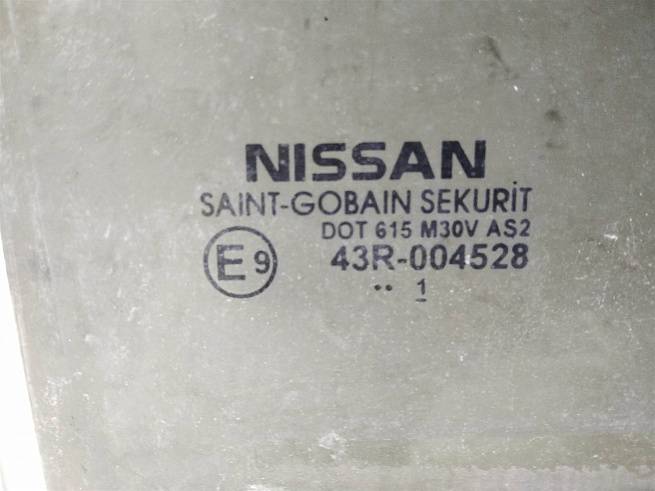 NISSAN
SAINT-GOBAIN SEKURIT
DOT 615 M30V AS2
E9 43R-004528
.. 1